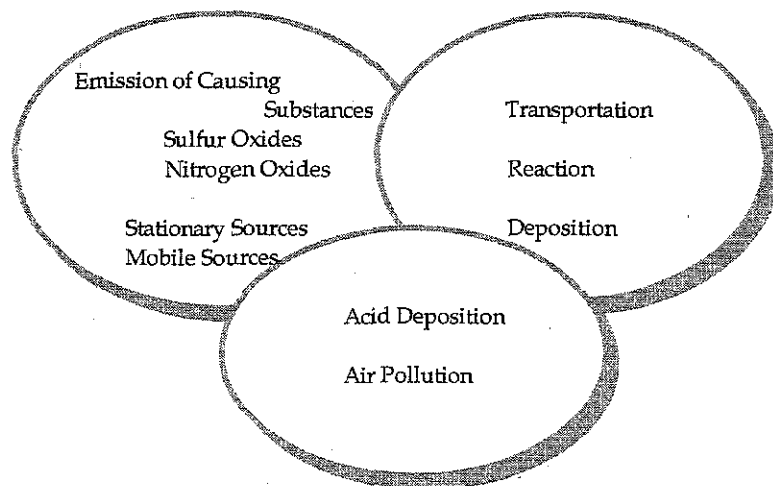 Emission of Causing
Substances
Sulfur Oxides
Nitrogen Oxides
Stationary Sources
Mobile Sources
Transportation
Reaction
Deposition
Acid Deposition
Air Pollution